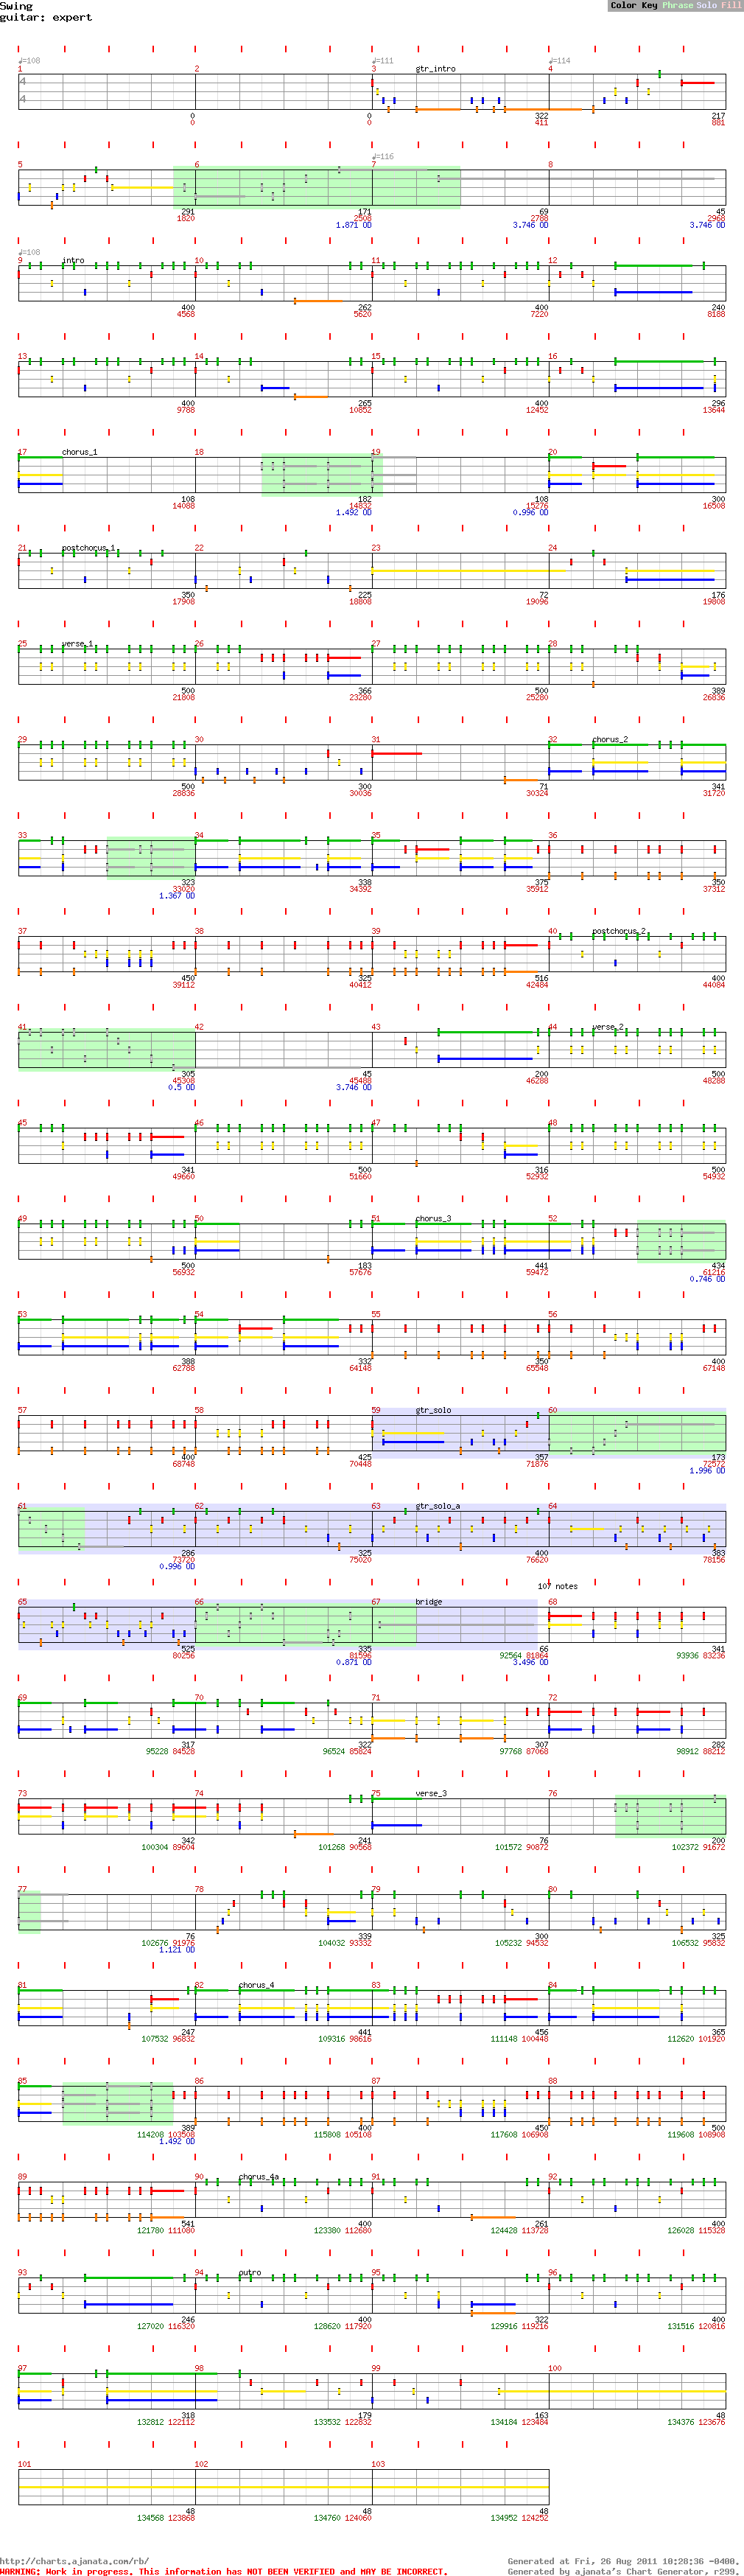 Swing
Color Key Phrase Solo Fill
guitar: expert
♩=108 ♩=111 ♩=114
1 2 3 gtr_intro 4
4
4
0 0 322 217
0 0 411 881
♩=116
5 6 7 8
291 171 69 45
1820 2508 2788 2968
1.871 OD 3.746 OD 3.746 OD
♩=108
9 intro 10 11 12
400 262 400 240
4568 5620 7220 8188
13 14 15 16
400 265 400 296
9788 10852 12452 13644
17 chorus_1 18 19 20
108 182 108 300
14088 14832 15276 16508
1.492 OD 0.996 OD
21 postchorus_1 22 23 24
350 225 72 176
17908 18808 19096 19808
25 verse_1 26 27 28
500 366 500 389
21808 23280 25280 26836
29 30 31 32 chorus_2
500 300 71 341
28836 30036 30324 31720
33 34 35 36
323 338 375 350
33020 34392 35912 37312
1.367 OD
37 38 39 40 postchorus_2
450 325 516 400
39112 40412 42484 44084
41 42 43 44 verse_2
305 45 200 500
45308 45488 46288 48288
0.5 OD 3.746 OD
45 46 47 48
341 500 316 500
49660 51660 52932 54932
49 50 51 chorus_3 52
500 183 441 434
56932 57676 59472 61216
0.746 OD
53 54 55 56
388 332 350 400
62788 64148 65548 67148
57 58 59 gtr_solo 60
400 425 357 173
68748 70448 71876 72572
1.996 OD
61 62 63 gtr_solo_a 64
286 325 400 383
73720 75020 76620 78156
0.996 OD
107 notes
65 66 67 bridge 68
525 335 66 341
80256 81596 92564 81864 93936 83236
0.871 OD 3.496 OD
69 70 71 72
317 322 307 282
95228 84528 96524 85824 97768 87068 98912 88212
73 74 75 verse_3 76
342 241 76 200
100304 89604 101268 90568 101572 90872 102372 91672
77 78 79 80
76 339 300 325
102676 91976 104032 93332 105232 94532 106532 95832
1.121 OD
81 82 chorus_4 83 84
247 441 456 365
107532 96832 109316 98616 111148 100448 112620 101920
85 86 87 88
389 400 450 500
114208 103508 115808 105108 117608 106908 119608 108908
1.492 OD
89 90 chorus_4a 91 92
541 400 261 400
121780 111080 123380 112680 124428 113728 126028 115328
93 94 outro 95 96
246 400 322 400
127020 116320 128620 117920 129916 119216 131516 120816
97 98 99 100
318 179 163 48
132812 122112 133532 122832 134184 123484 134376 123676
101 102 103
48 48 48
134568 123868 134760 124060 134952 124252
http://charts.ajanata.com/rb/ Generated at Fri, 26 Aug 2011 10:28:36 -0400.
WARNING: Work in progress. This information has NOT BEEN VERIFIED and MAY BE INCORRECT. Generated by ajanata's Chart Generator, r299.